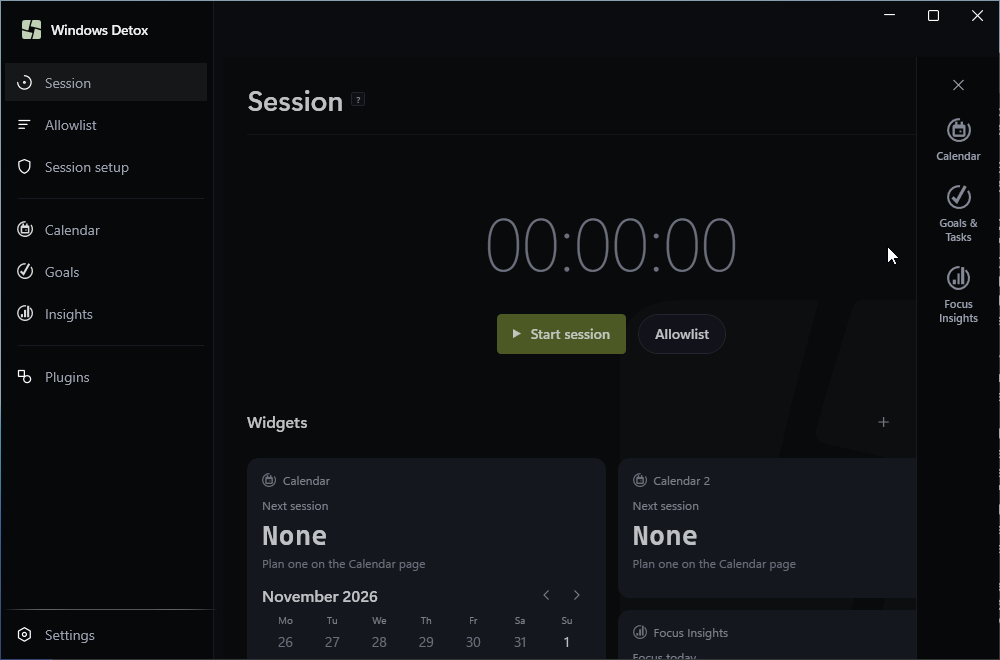 Windows Detox
Session
Allowlist
Session setup
Calendar
Goals
Insights
Plugins
Settings
Session ?
00:00:00
Start session
Allowlist
Widgets
Calendar
Next session
None
Plan one on the Calendar page
November 2026
Mo Tu We Th Fr Sa Su
26 27 28 29 30 31 1
Calendar 2
Next session
None
Plan one on the Calendar page
Focus Insights
Focus today
Calendar
Goals &
Tasks
Focus
Insights